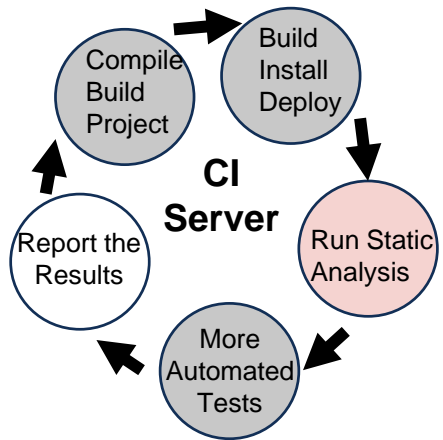 Compile
Build
Project
Build
Install
Deploy
CI
Server
Run Static
Analysis
More
Automated
Tests
Report the
Results